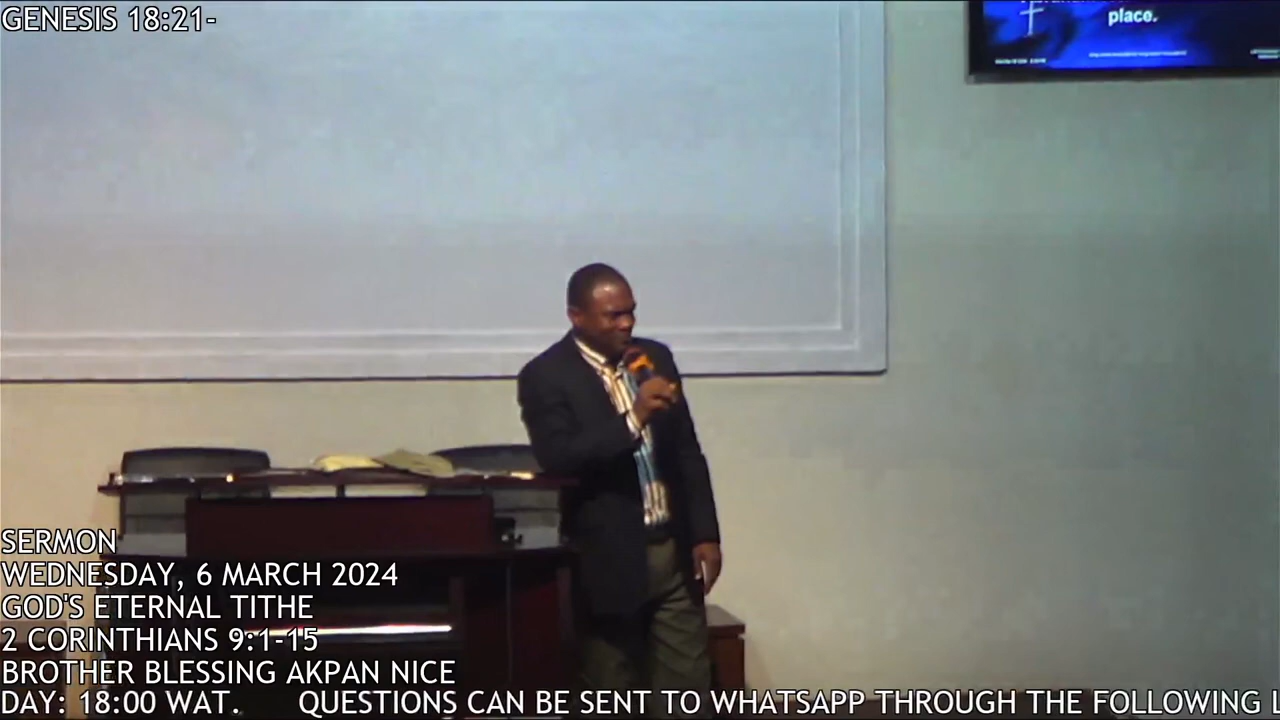 GENESIS 18:21-
place.
SERMON
WEDNESDAY, 6 MARCH 2024
GOD'S ETERNAL TITHE
2 CORINTHIANS 9:1-15
BROTHER BLESSING AKPAN NICE
DAY: 18:00 WAT. QUESTIONS CAN BE SENT TO WHATSAPP THROUGH THE FOLLOWING